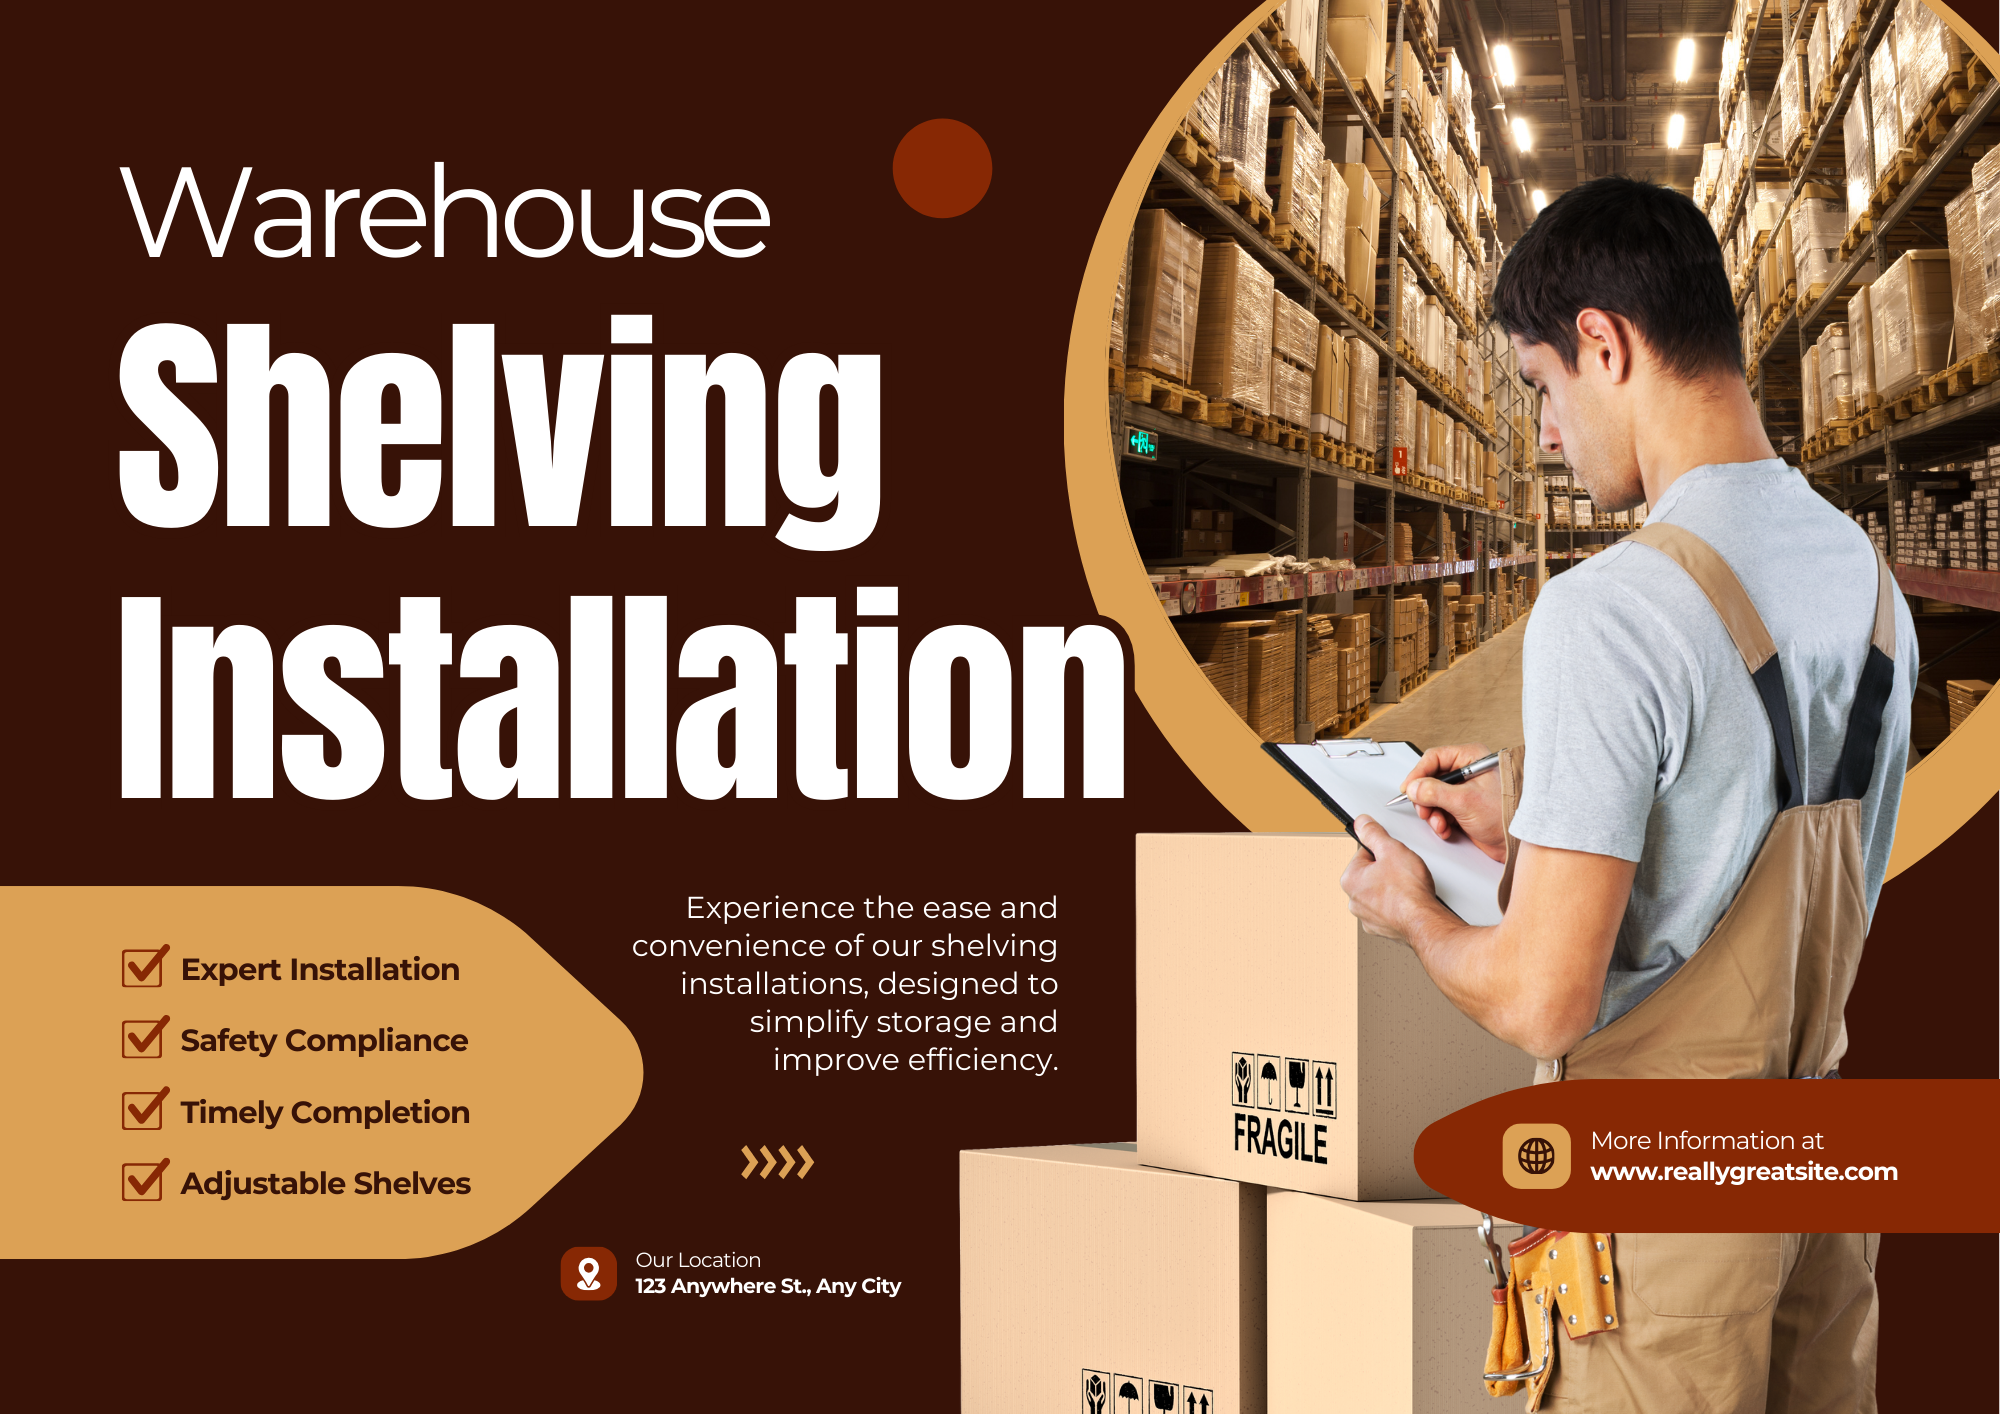 Warehouse
Shelving
Installation
Expert Installation
Safety Compliance
Timely Completion
Adjustable Shelves
Experience the ease and
convenience of our shelving
installations, designed to
simplify storage and
improve efficiency.
Our Location
123 Anywhere St., Any City
FRAGILE
More Information at
www.reallygreatsite.com